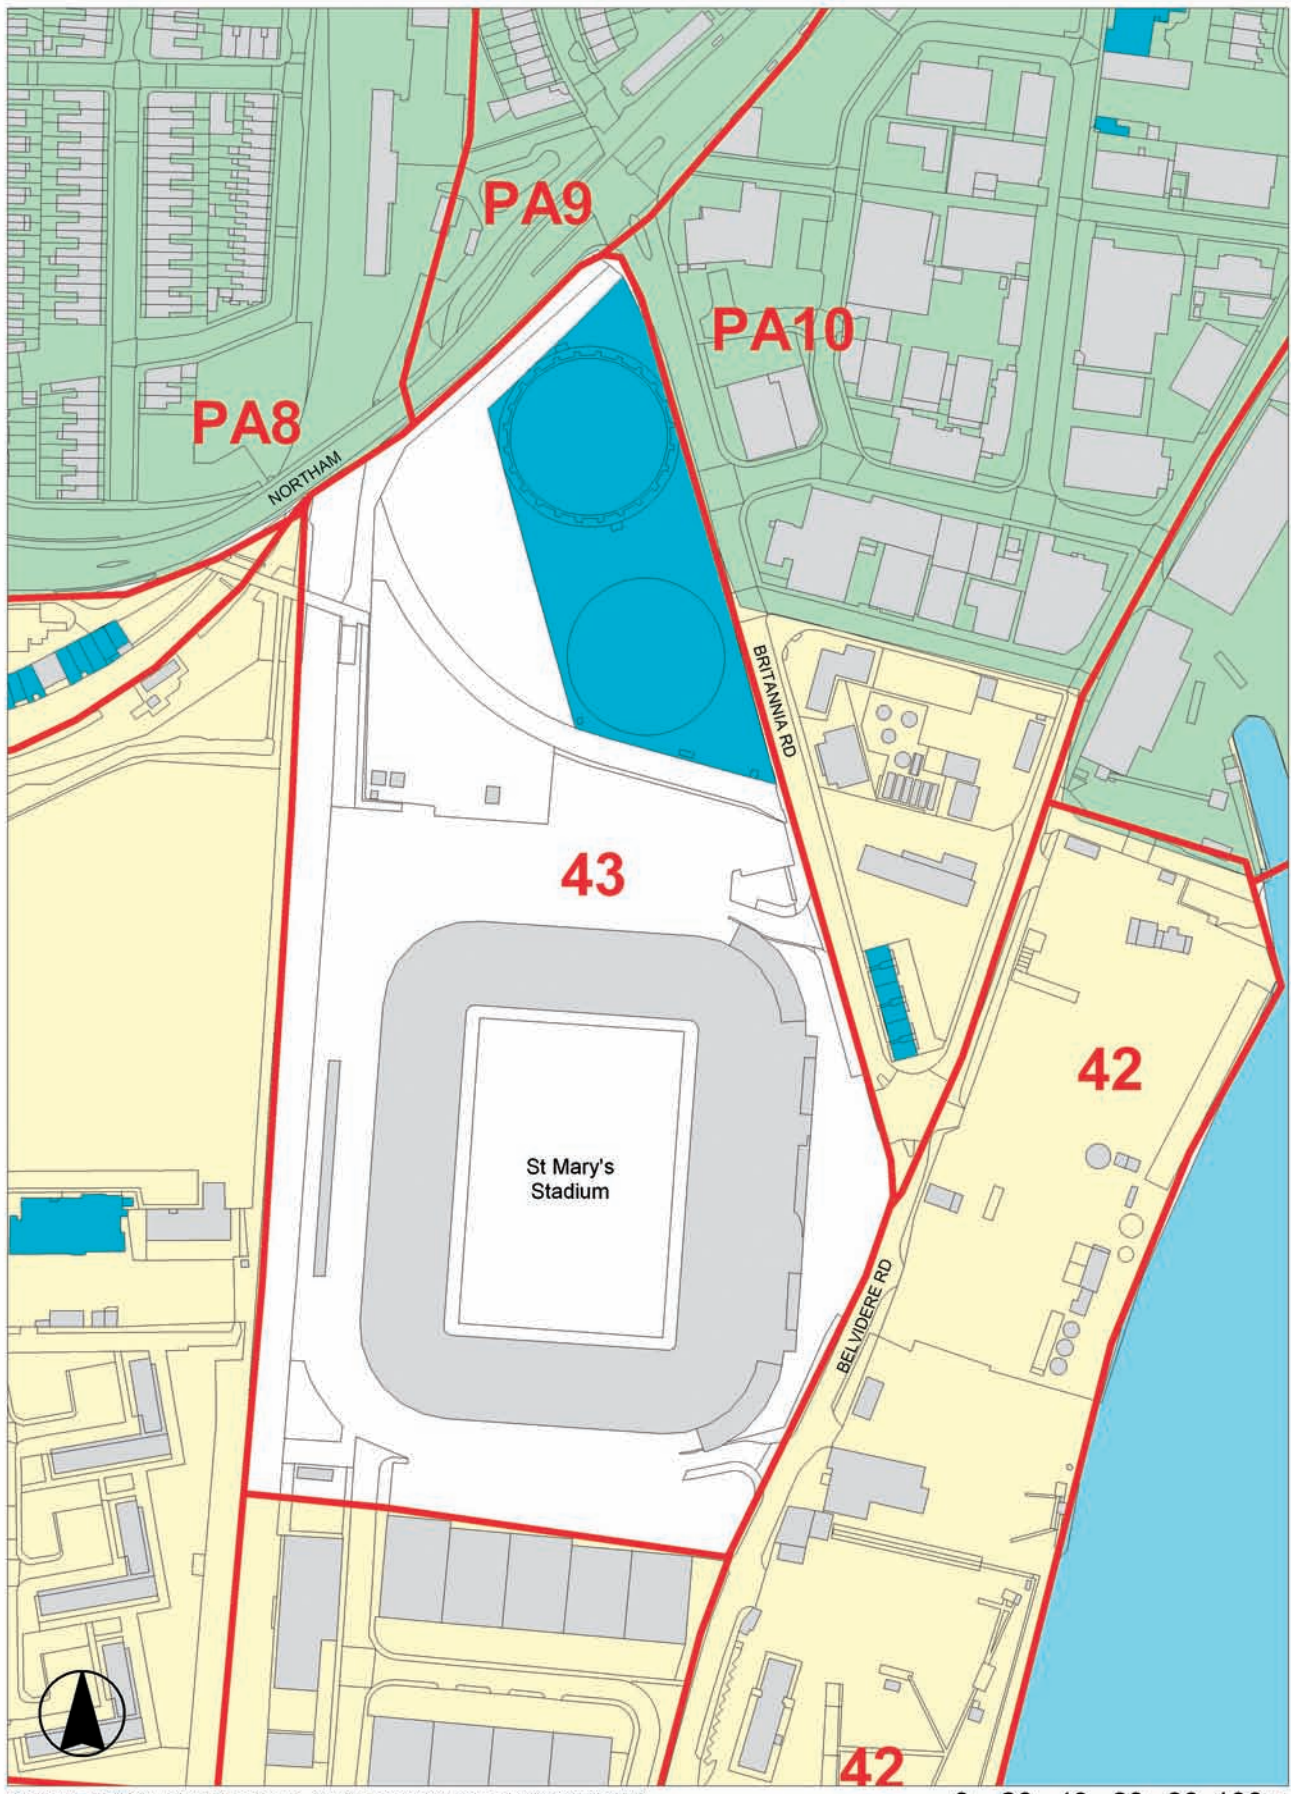 PA9
PA10
PA8
NORTHAM
BRITANNIA RD
43
42
St Mary's
Stadium
BELVIDERE RD
42